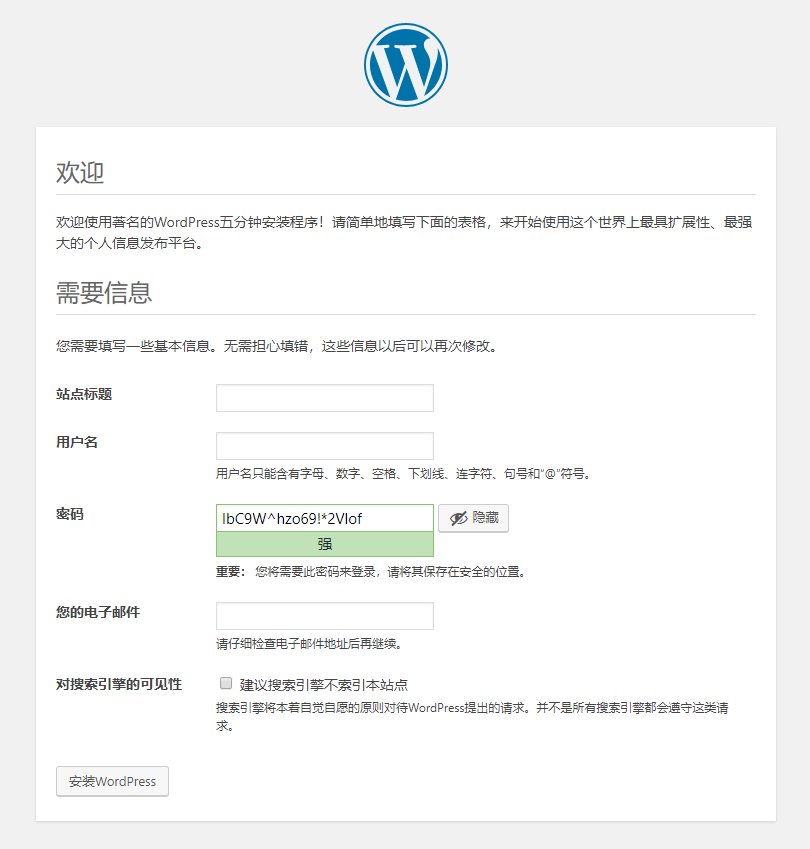 欢迎
欢迎使用著名的WordPress五分钟安装程序！请简单地填写下面的表格，来开始使用这个世界上最具扩展性、最强
大的个人信息发布平台。
需要信息
您需要填写一些基本信息。无需担心填错，这些信息以后可以再次修改。
站点标题
用户名
用户名只能含有字母、数字、空格、下划线、连字符、句号和“@”符号。
密码
lbC9W^hzo69!*2Vlof
隐藏
强
重要： 您将需要此密码来登录，请将其保存在安全的位置。
您的电子邮件
请仔细检查电子邮件地址后再继续。
对搜索引擎的可见性
建议搜索引擎不索引本站点
搜索引擎将本着自觉自愿的原则对待WordPress提出的请求。并不是所有搜索引擎都会遵守这类请
求。
安装WordPress